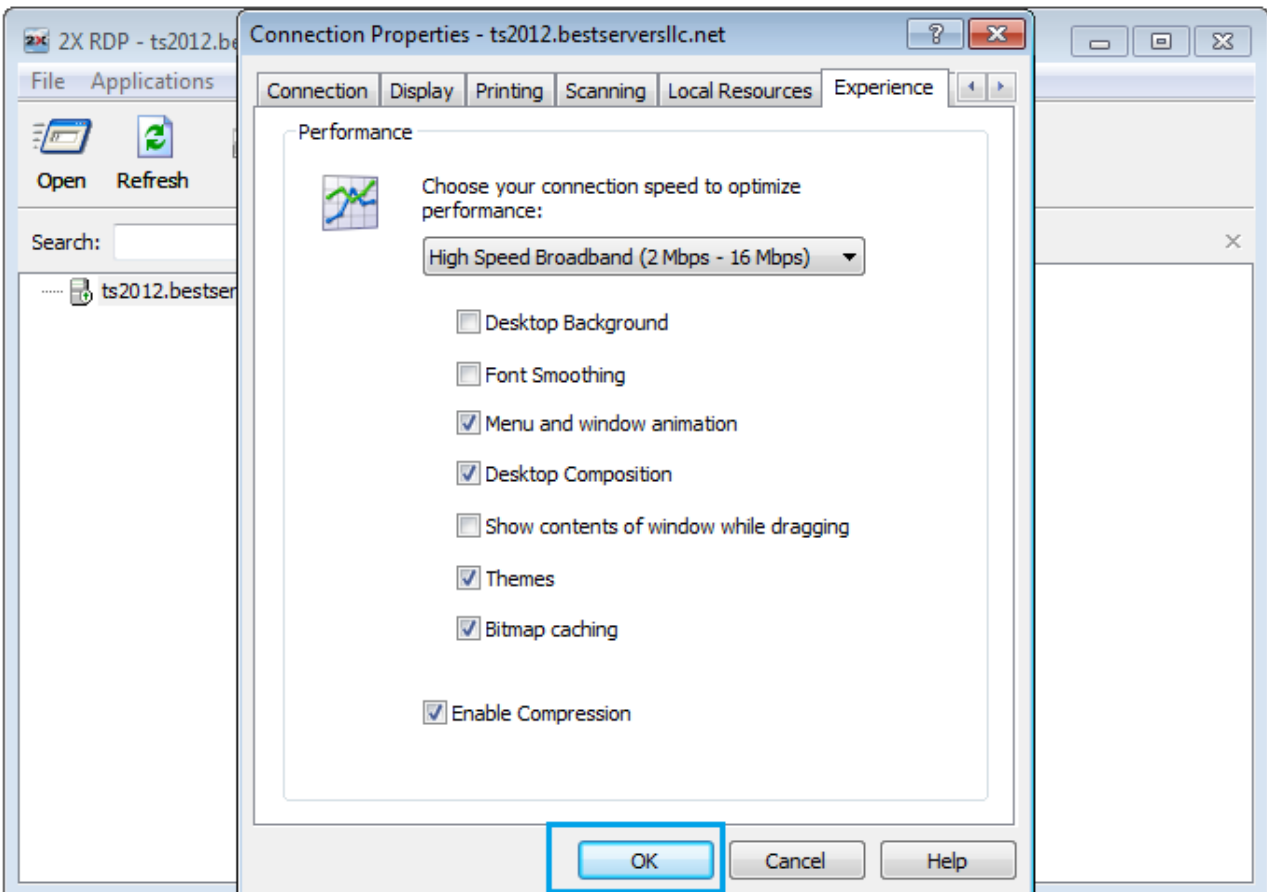 2X RDP - ts2012.be
Connection Properties - ts2012.bestserversllc.net
File Applications
Connection Display Printing Scanning Local Resources Experience
Performance
Open Refresh
Choose your connection speed to optimize
performance:
Search:
High Speed Broadband (2 Mbps - 16 Mbps)
ts2012.bestser
Desktop Background
Font Smoothing
Menu and window animation
Desktop Composition
Show contents of window while dragging
Themes
Bitmap caching
Enable Compression
OK Cancel Help